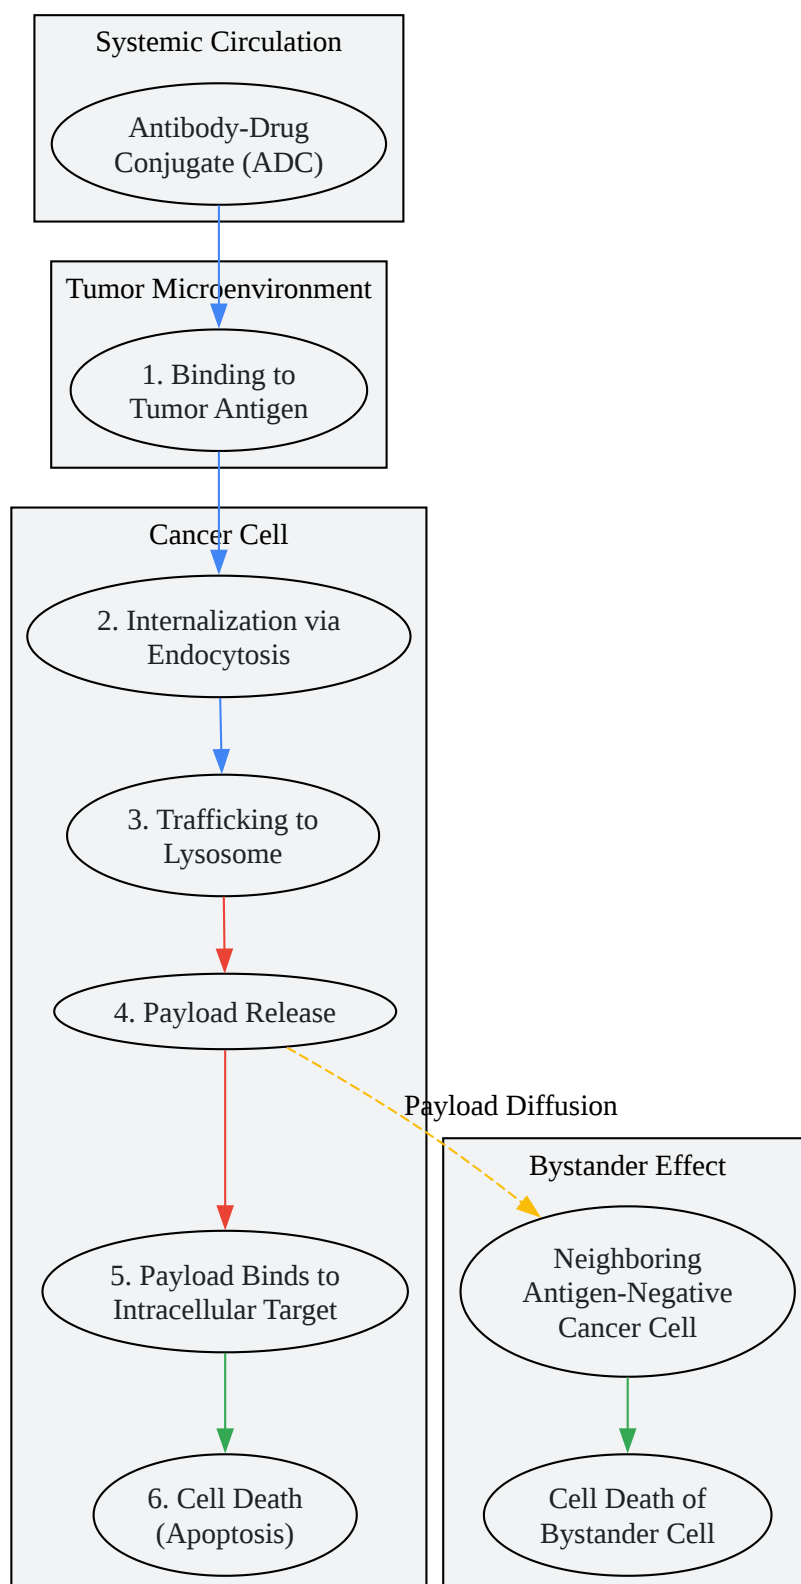 Systemic Circulation
Antibody-Drug
Conjugate (ADC)
Tumor Microenvironment
1. Binding to
Tumor Antigen
Cancer Cell
2. Internalization via
Endocytosis
3. Trafficking to
Lysosome
4. Payload Release
Payload Diffusion
5. Payload Binds to
Intracellular Target
6. Cell Death
(Apoptosis)
Bystander Effect
Neighboring
Antigen-Negative
Cancer Cell
Cell Death of
Bystander Cell